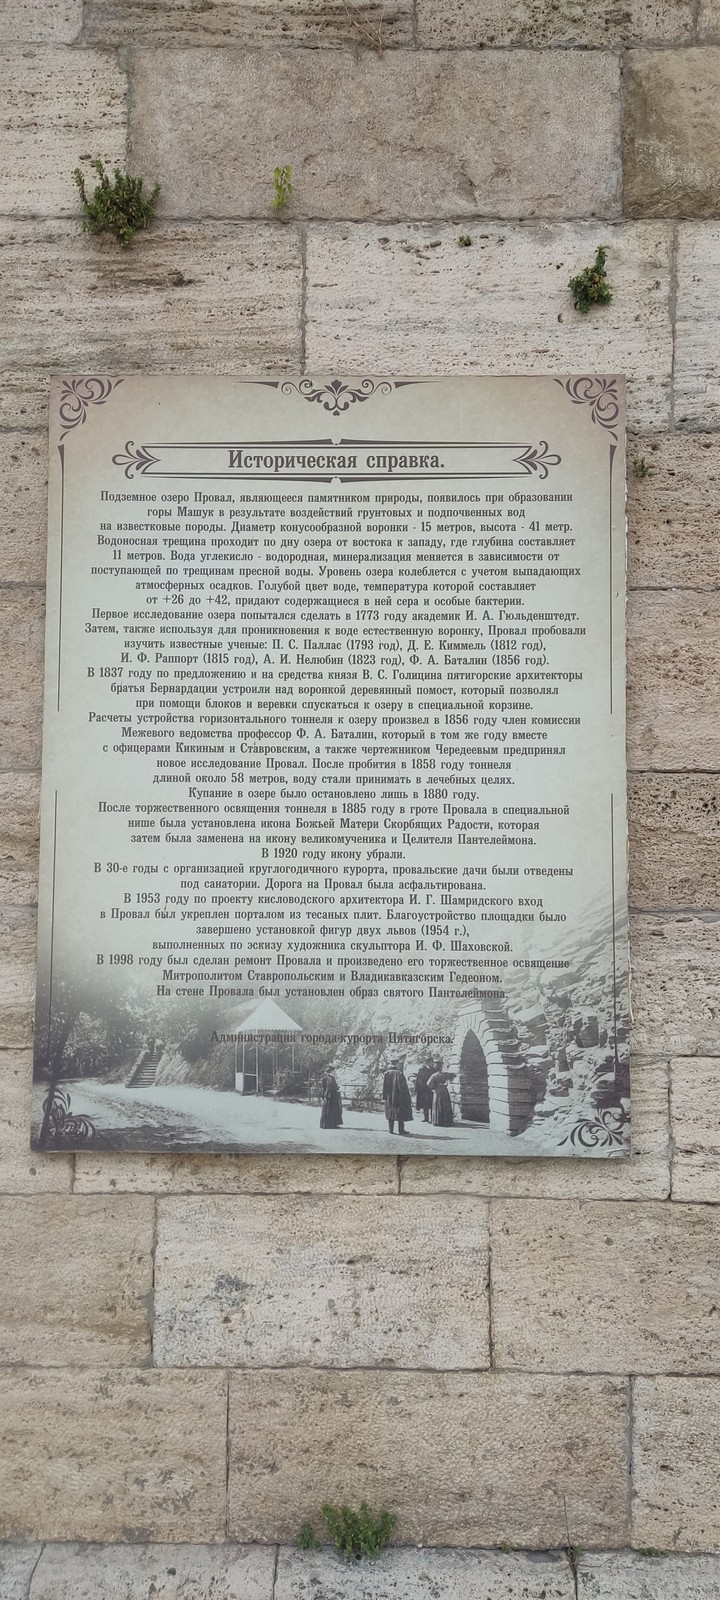 Историческая справка.
Подземное озеро Провал, являющееся памятником природы, появилось при образовании
горы Машук в результате воздействий грунтовых и подпочвенных вод
на известковые породы. Диаметр конусообразной воронки - 15 метров, высота - 41 метр.
Водоносная трещина проходит по дну озера от востока к западу, где глубина составляет
11 метров. Вода углекисло - водородная, минерализация меняется в зависимости от
поступающей по трещинам пресной воды. Уровень озера колеблется с учетом выпадающих
атмосферных осадков. Голубой цвет воде, температура которой составляет
от +26 до +42, придают содержащиеся в ней сера и особые бактерии.
Первое исследование озера попытался сделать в 1773 году академик И. А. Гюльденштедт.
Затем, также используя для проникновения к воде естественную воронку, Провал пробовали
изучить известные ученые: П. С. Паллас (1793 год), Д. Е. Киммель (1812 год),
И. Ф. Раппорт (1815 год), А. И. Нелюбин (1823 год), Ф. А. Баталин (1856 год).
В 1837 году по предложению и на средства князя В. С. Голицина пятигорские архитекторы
братья Бернардации устроили над воронкой деревянный помост, который позволял
при помощи блоков и веревки спускаться к озеру в специальной корзине.
Расчеты устройства горизонтального тоннеля к озеру произвел в 1856 году член комиссии
Межевого ведомства профессор Ф. А. Баталин, который в том же году вместе
с офицерами Кикиным и Ставровским, а также чертежником Чередеевым предпринял
новое исследование Провал. После пробития в 1858 году тоннеля
длиной около 58 метров, воду стали принимать в лечебных целях.
Купание в озере было остановлено лишь в 1880 году.
После торжественного освящения тоннеля в 1885 году в гроте Провала в специальной
нише была установлена икона Божьей Матери Скорбящих Радости, которая
затем была заменена на икону великомученика и Целителя Пантелеймона.
В 1920 году икону убрали.
В 30-е годы с организацией круглогодичного курорта, провальские дачи были отведены
под санатории. Дорога на Провал была асфальтирована.
В 1953 году по проекту кисловодского архитектора И. Г. Шамридского вход
в Провал был укреплен порталом из тесаных плит. Благоустройство площадки было
завершено установкой фигур двух львов (1954 г.),
выполненных по эскизу художника скульптора И. Ф. Шаховской.
В 1998 году был сделан ремонт Провала и произведено его торжественное освящение
Митрополитом Ставропольским и Владикавказским Гедеоном.
На стене Провала был установлен образ святого Пантелеймона.
Администрация города-курорта Пятигорска.